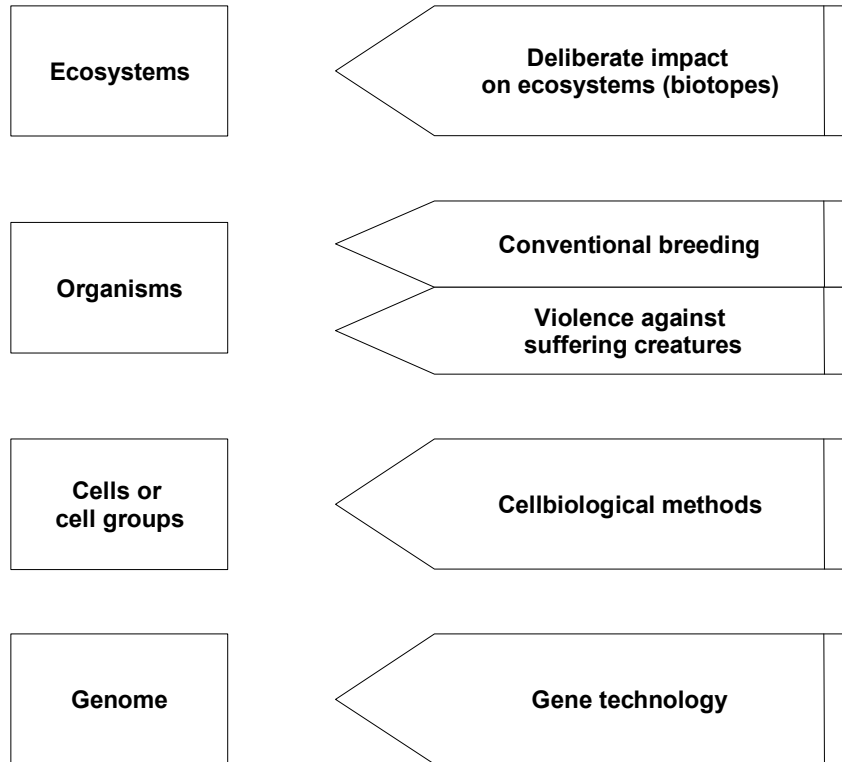 Ecosystems
Deliberate impact
on ecosystems (biotopes)
Organisms
Conventional breeding
Violence against
suffering creatures
Cells or
cell groups
Cellbiological methods
Genome
Gene technology